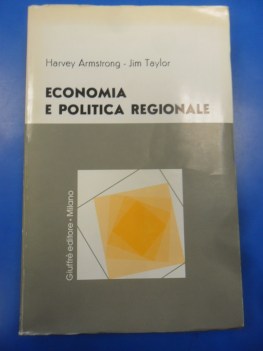 Harvey Armstrong - Jim Taylor
ECONOMIA
E POLITICA REGIONALE
Giuffrè editore • Milano